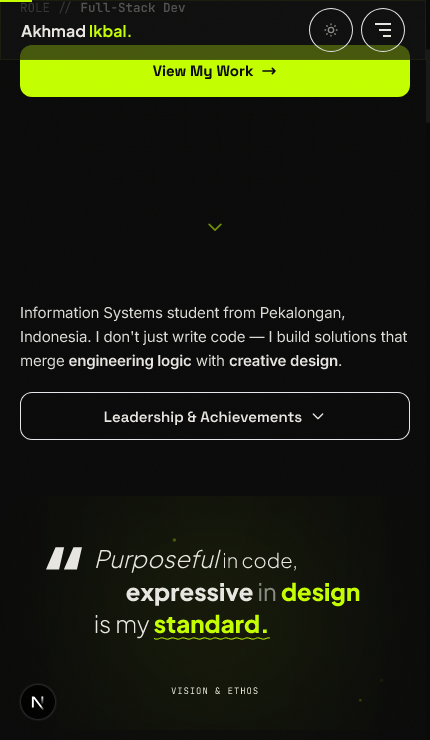 ROLE // Full-Stack Dev
Akhmad Ikbal.
View My Work →
Information Systems student from Pekalongan,
Indonesia. I don't just write code — I build solutions that
merge engineering logic with creative design.
Leadership & Achievements
Purposeful in code,
expressive in design
is my standard.
VISION & ETHOS
N